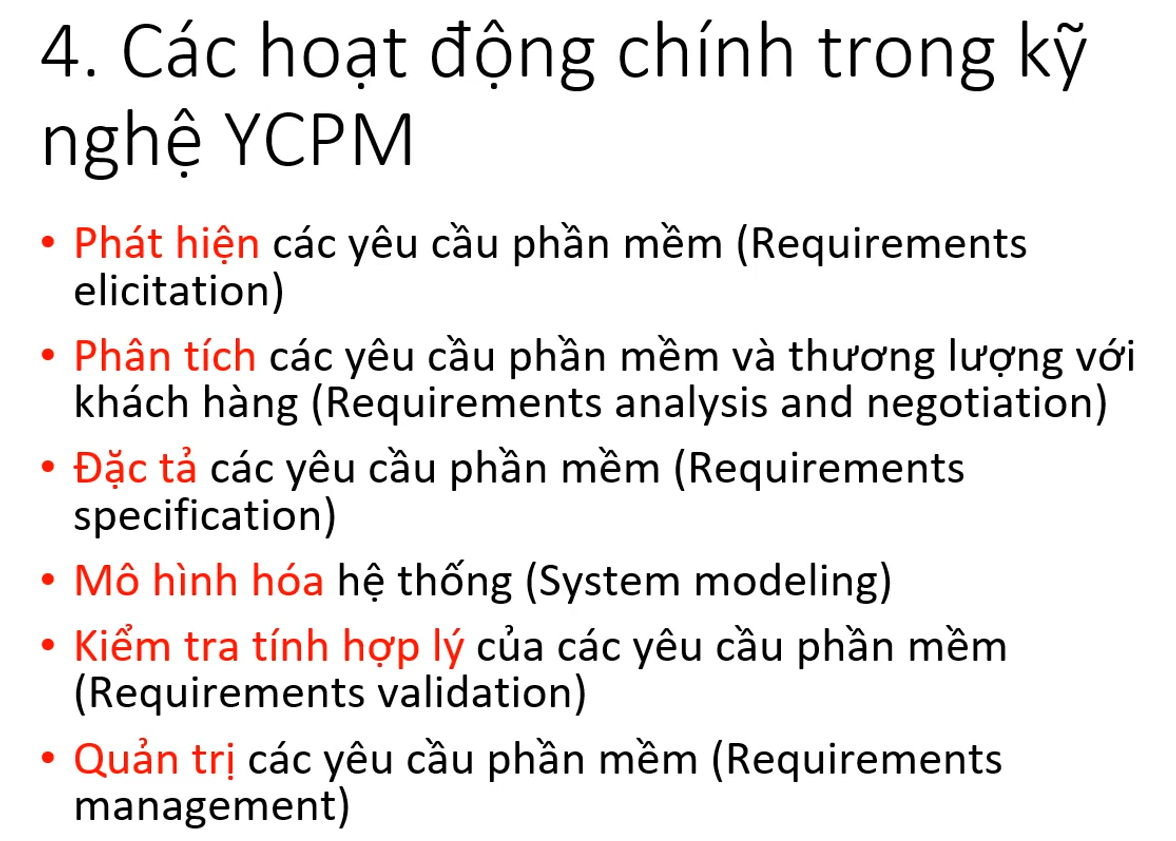 4. Các hoạt động chính trong kỹ
nghệ YCPM
• Phát hiện các yêu cầu phần mềm (Requirements
elicitation)
• Phân tích các yêu cầu phần mềm và thương lượng với
khách hàng (Requirements analysis and negotiation)
• Đặc tả các yêu cầu phần mềm (Requirements
specification)
• Mô hình hóa hệ thống (System modeling)
• Kiểm tra tính hợp lý của các yêu cầu phần mềm
(Requirements validation)
• Quản trị các yêu cầu phần mềm (Requirements
management)